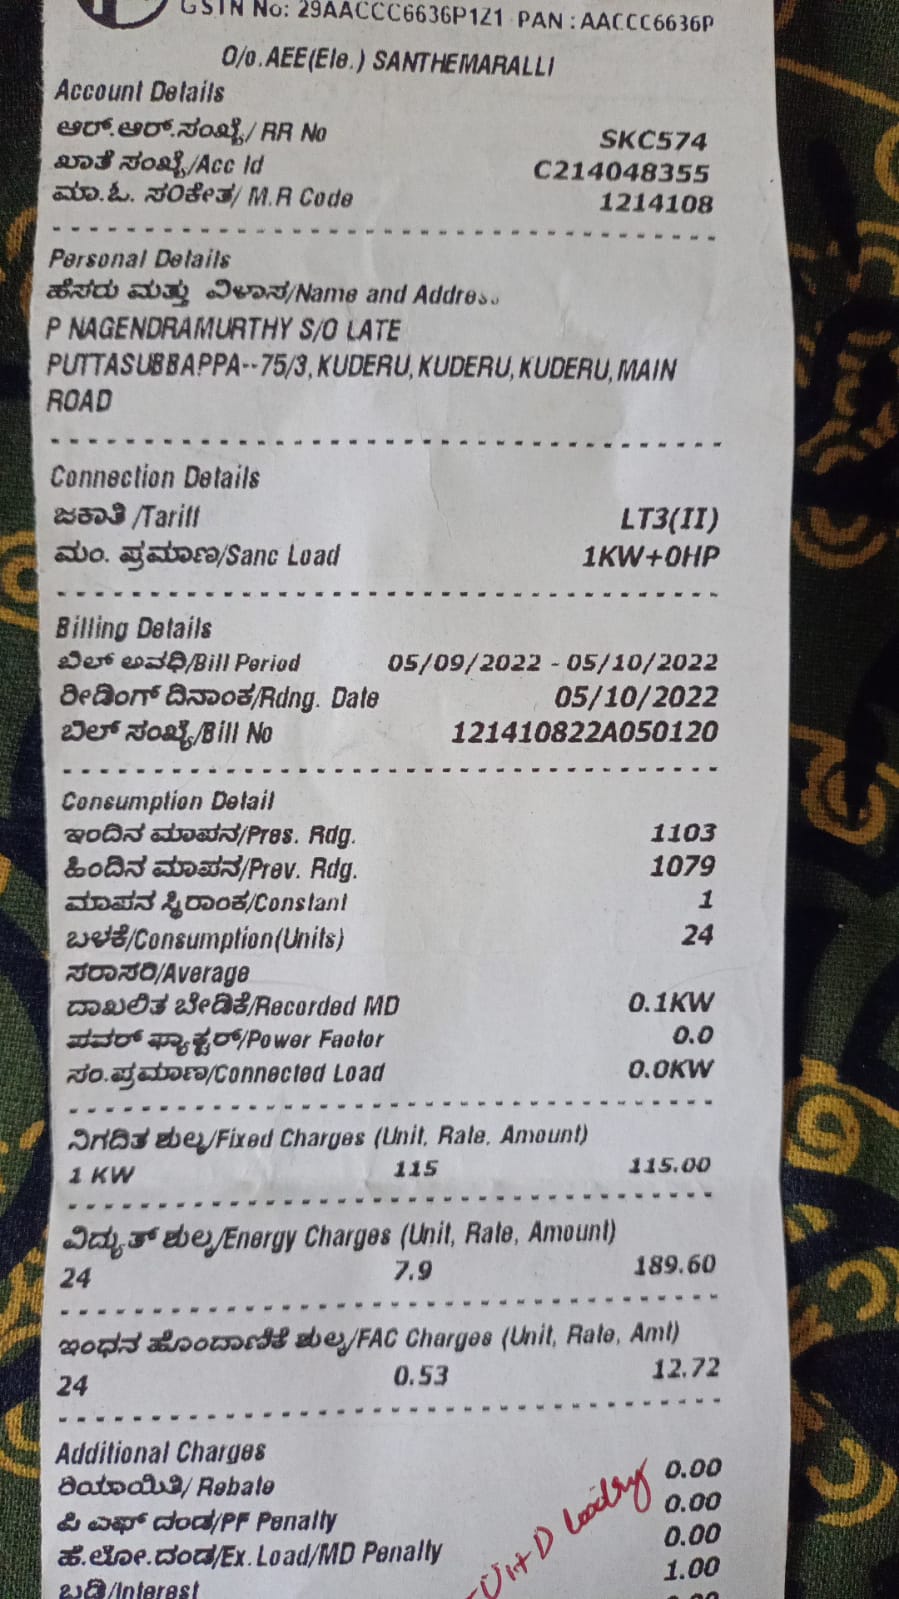 GSTN No: 29AACCC6636P1Z1 PAN : AACCC6636P
O/o.AEE(Ele.) SANTHEMARALLI
Account Details
ಆರ್.ಆರ್.ಸಂಖ್ಯೆ/ RR No SKC574
ಖಾತೆ ಸಂಖ್ಯೆ/Acc Id C214048355
ಮಾ.ಓ. ಸಂಕೇತ/ M.R Code 1214108
Personal Details
ಹೆಸರು ಮತ್ತು ವಿಳಾಸ/Name and Address
P NAGENDRAMURTHY S/O LATE
PUTTASUBBAPPA--75/3, KUDERU, KUDERU, KUDERU, MAIN
ROAD
Connection Details
ಜಕಾತಿ /Tariff LT3(II)
ಮಂ. ಪ್ರಮಾಣ/Sanc Load 1KW+0HP
Billing Details
ಬಿಲ್ ಅವಧಿ/Bill Period 05/09/2022 - 05/10/2022
ರೀಡಿಂಗ್ ದಿನಾಂಕ/Rdng. Date 05/10/2022
ಬಿಲ್ ಸಂಖ್ಯೆ/Bill No 121410822A050120
Consumption Detail
ಇಂದಿನ ಮಾಪನ/Pres. Rdg. 1103
ಹಿಂದಿನ ಮಾಪನ/Prev. Rdg. 1079
ಮಾಪನ ಸ್ಥಿರಾಂಕ/Constant 1
ಬಳಕೆ/Consumption(Units) 24
ಸರಾಸರಿ/Average
ದಾಖಲಿತ ಬೇಡಿಕೆ/Recorded MD 0.1KW
ಪವರ್ ಫ್ಯಾಕ್ಟರ್/Power Factor 0.0
ಸಂ.ಪ್ರಮಾಣ/Connected Load 0.0KW
ನಿಗದಿತ ಶುಲ್ಕ/Fixed Charges (Unit, Rate, Amount)
1 KW 115 115.00
ವಿದ್ಯುತ್ ಶುಲ್ಕ/Energy Charges (Unit, Rate, Amount)
24 7.9 189.60
ಇಂಧನ ಹೊಂದಾಣಿಕೆ ಶುಲ್ಕ/FAC Charges (Unit, Rate, Amt)
24 0.53 12.72
Additional Charges
ರಿಯಾಯಿತಿ/ Rebate 0.00
ಪಿ ಎಫ್ ದಂಡ/PF Penalty 0.00
ಹೆ.ಲೋ.ದಂಡ/Ex.Load/MD Penalty 0.00
ಬಡ್ಡಿ/Interest 1.00